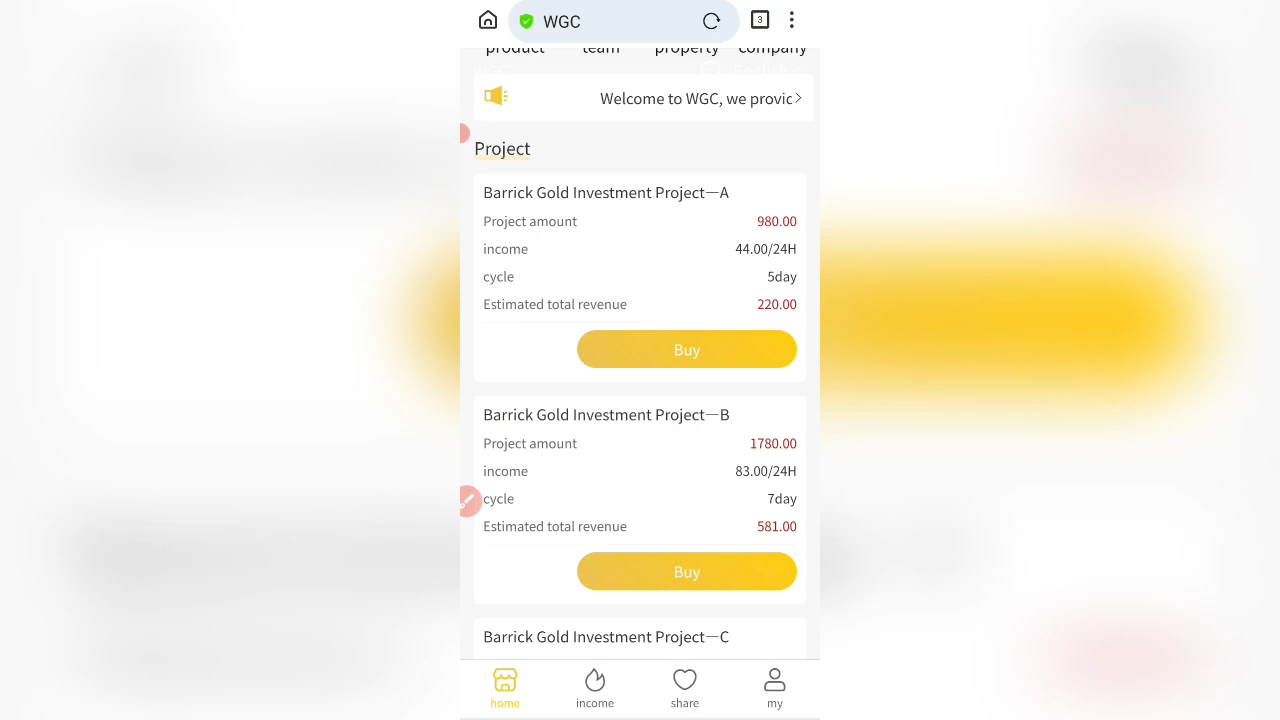 WGC
3
product team property company
WGC English
Welcome to WGC, we provic
Project
Barrick Gold Investment Project—A
Project amount 980.00
income 44.00/24H
cycle 5day
Estimated total revenue 220.00
Buy
Barrick Gold Investment Project—B
Project amount 1780.00
income 83.00/24H
cycle 7day
Estimated total revenue 581.00
Buy
Barrick Gold Investment Project—C
home income share my